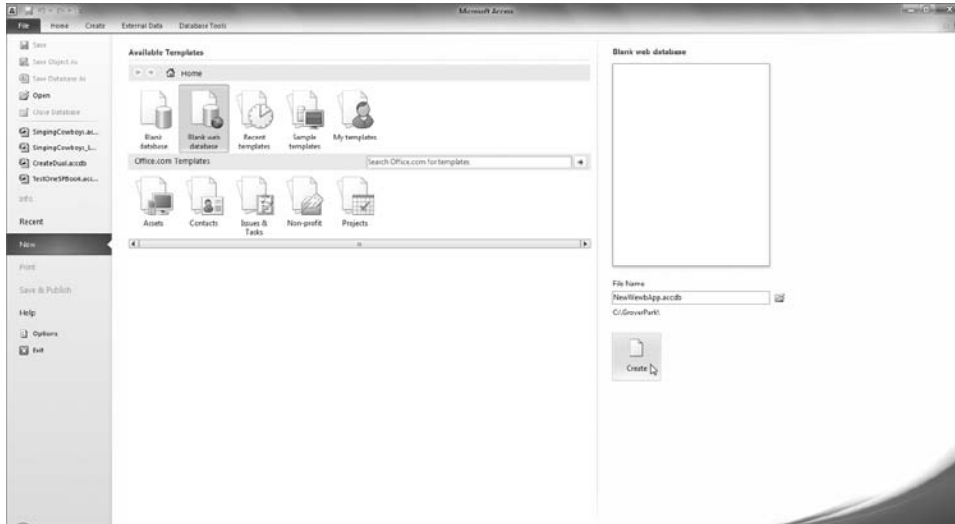 Microsoft Access
File Home Create External Data Database Tools
Save
Save Object As
Save Database As
Open
Close Database
SingingCowboys.ac...
SingingCowboys_L...
CreateDual.accdb
TestOneSPBook.acc...
Info
Recent
New
Print
Save & Publish
Help
Options
Exit
Available Templates
Home
Blank database
Blank web database
Recent templates
Sample templates
My templates
Office.com Templates
Search Office.com for templates
Assets
Contacts
Issues & Tasks
Non-profit
Projects
Blank web database
File Name
NewWewbApp.accdb
C:\GroverPark\
Create